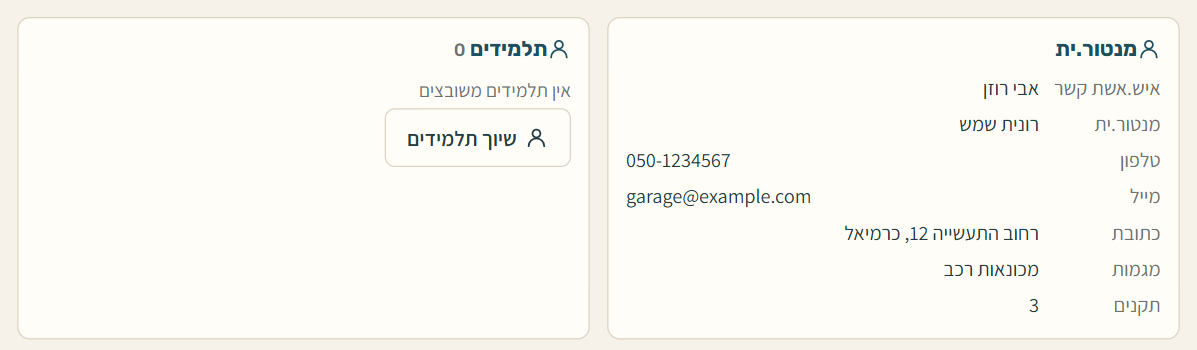 מנטור.ית
איש.אשת קשר אבי רוזן
מנטור.ית רונית שמש
טלפון 050-1234567
מייל garage@example.com
כתובת רחוב התעשייה 12, כרמיאל
מגמות מכונאות רכב
תקנים 3
תלמידים 0
אין תלמידים משובצים
שיוך תלמידים